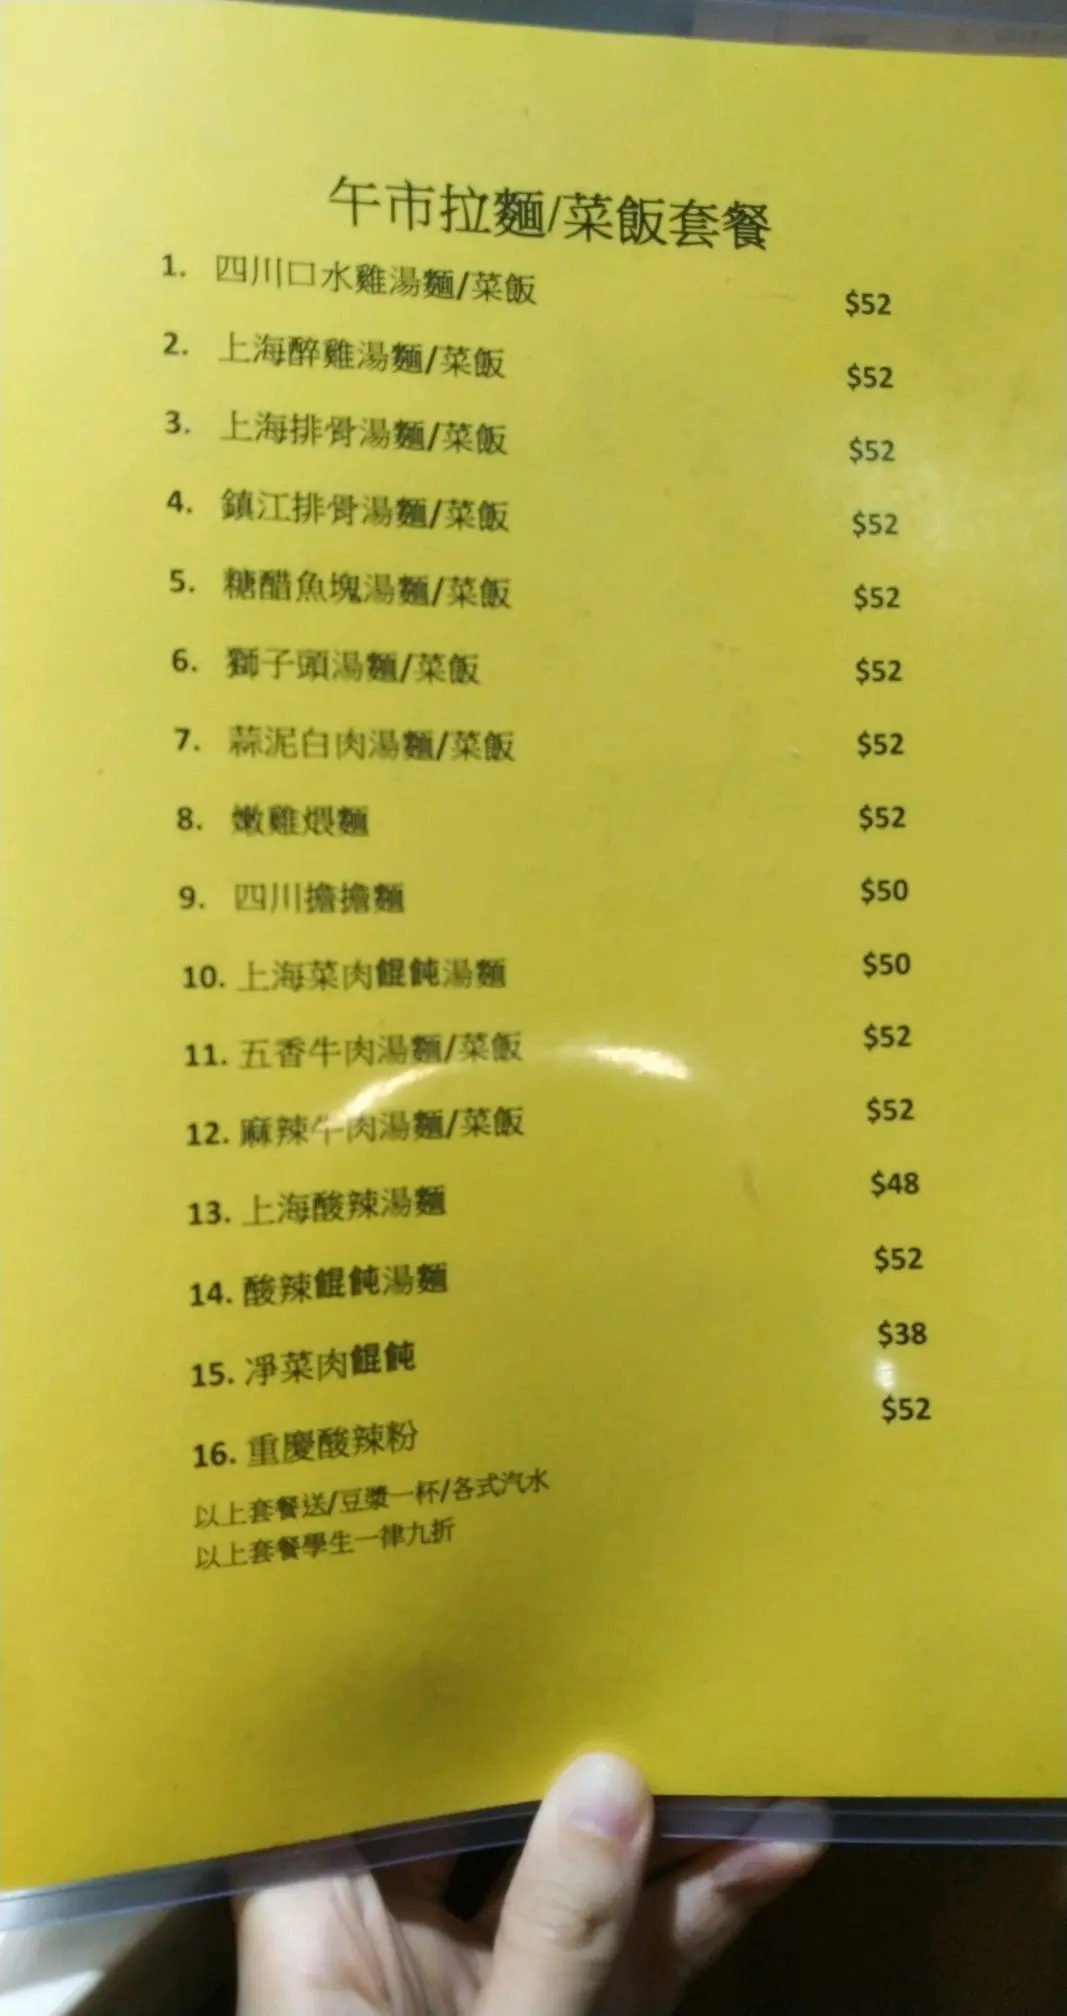 午市拉麵/菜飯套餐
1. 四川口水雞湯麵/菜飯 $52
2. 上海醉雞湯麵/菜飯 $52
3. 上海排骨湯麵/菜飯 $52
4. 鎮江排骨湯麵/菜飯 $52
5. 糖醋魚塊湯麵/菜飯 $52
6. 獅子頭湯麵/菜飯 $52
7. 蒜泥白肉湯麵/菜飯 $52
8. 嫩雞煨麵 $52
9. 四川擔擔麵 $50
10. 上海菜肉餛飩湯麵 $50
11. 五香牛肉湯麵/菜飯 $52
12. 麻辣牛肉湯麵/菜飯 $52
13. 上海酸辣湯麵 $48
14. 酸辣餛飩湯麵 $52
15. 凈菜肉餛飩 $38
16. 重慶酸辣粉 $52
以上套餐送/豆漿一杯/各式汽水
以上套餐學生一律九折